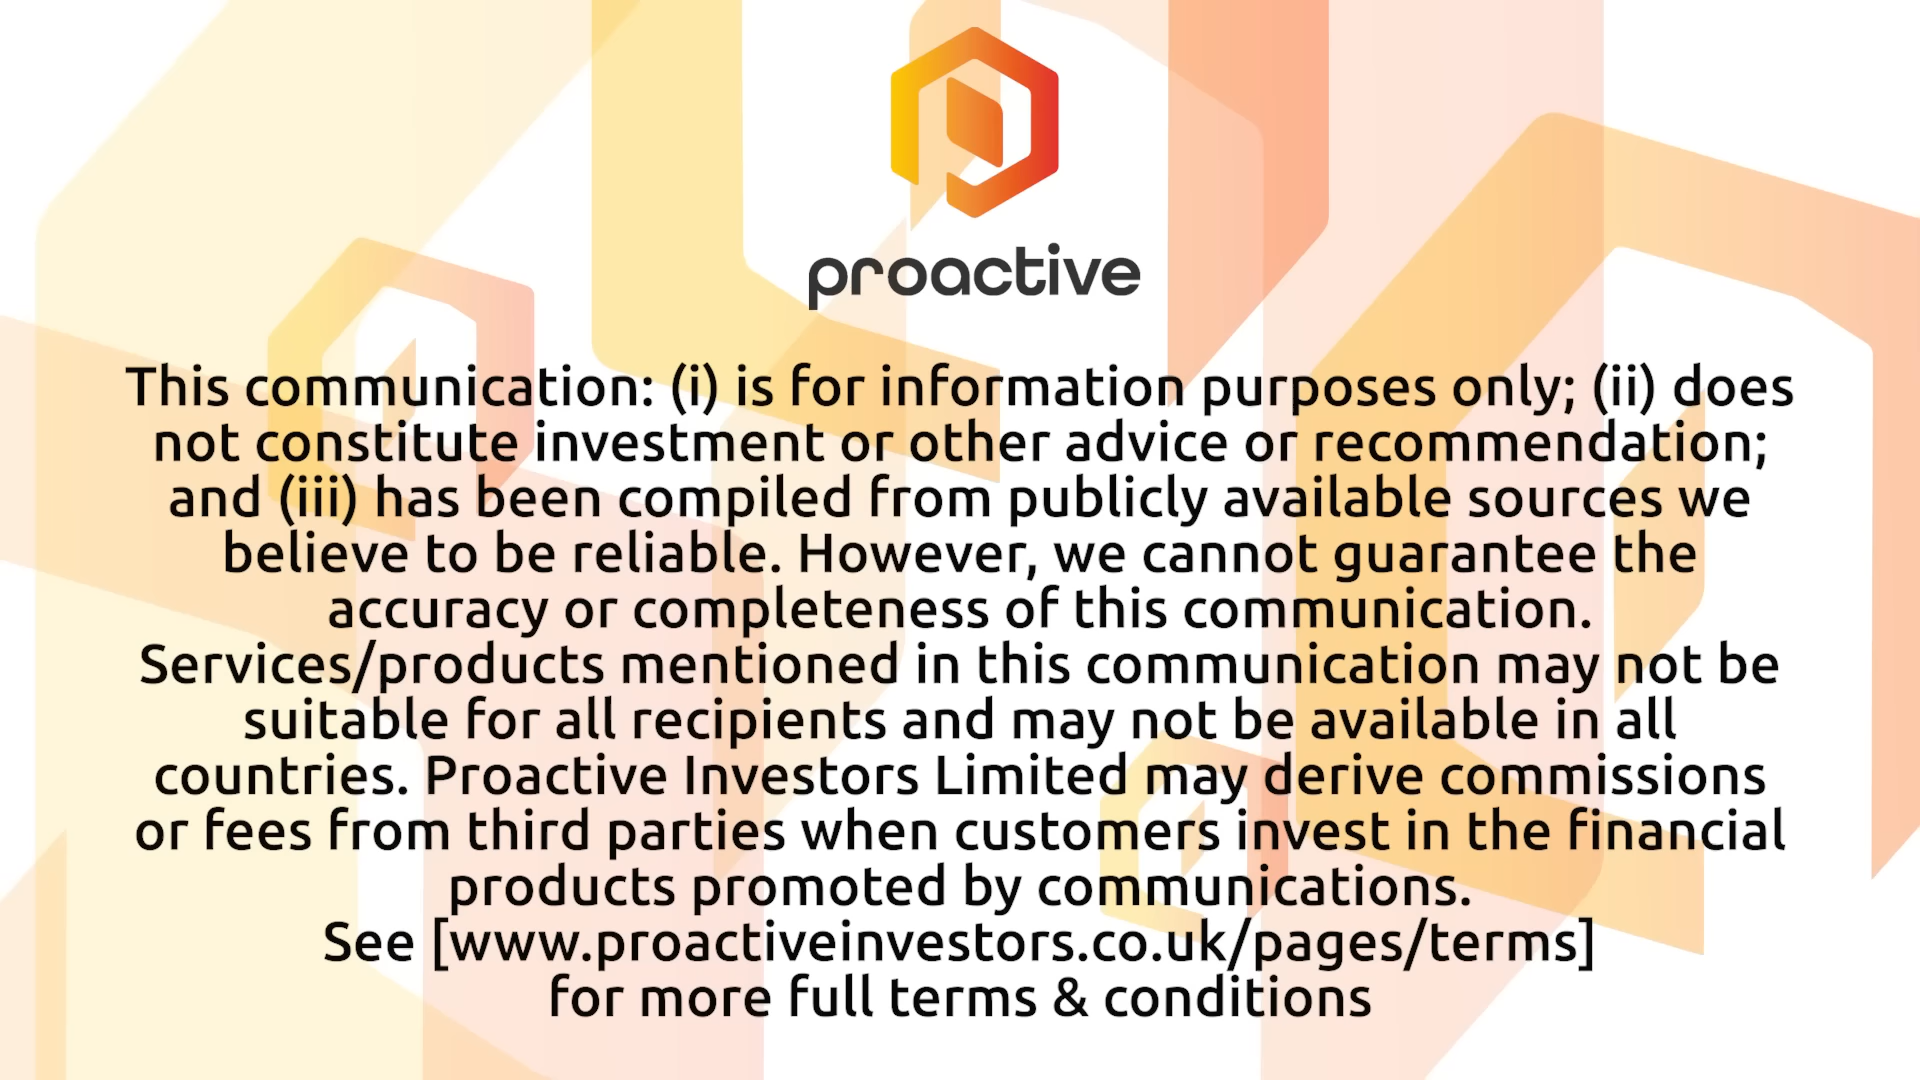 proactive
This communication: (i) is for information purposes only; (ii) does
not constitute investment or other advice or recommendation;
and (iii) has been compiled from publicly available sources we
believe to be reliable. However, we cannot guarantee the
accuracy or completeness of this communication.
Services/products mentioned in this communication may not be
suitable for all recipients and may not be available in all
countries. Proactive Investors Limited may derive commissions
or fees from third parties when customers invest in the financial
products promoted by communications.
See [www.proactiveinvestors.co.uk/pages/terms]
for more full terms & conditions